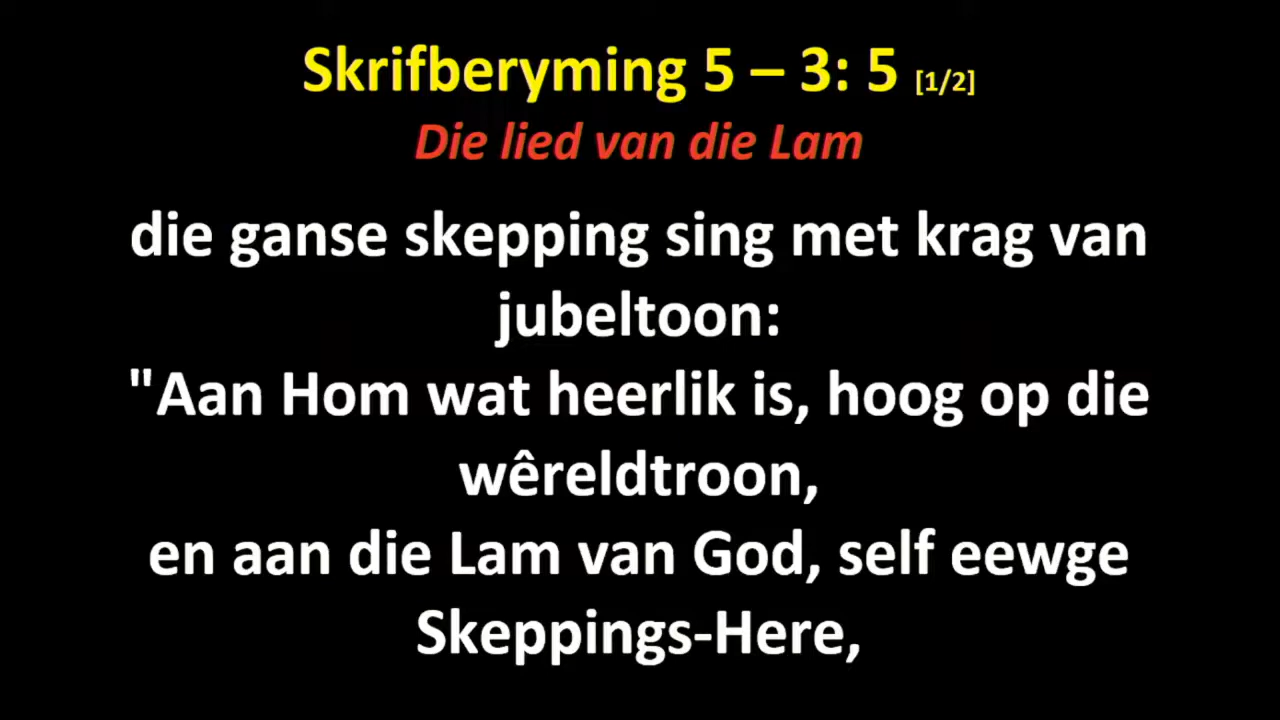 Skrifberyming 5 – 3: 5 [1/2]
Die lied van die Lam
die ganse skepping sing met krag van
jubeltoon:
"Aan Hom wat heerlik is, hoog op die
wêreldtroon,
en aan die Lam van God, self eewge
Skeppings-Here,